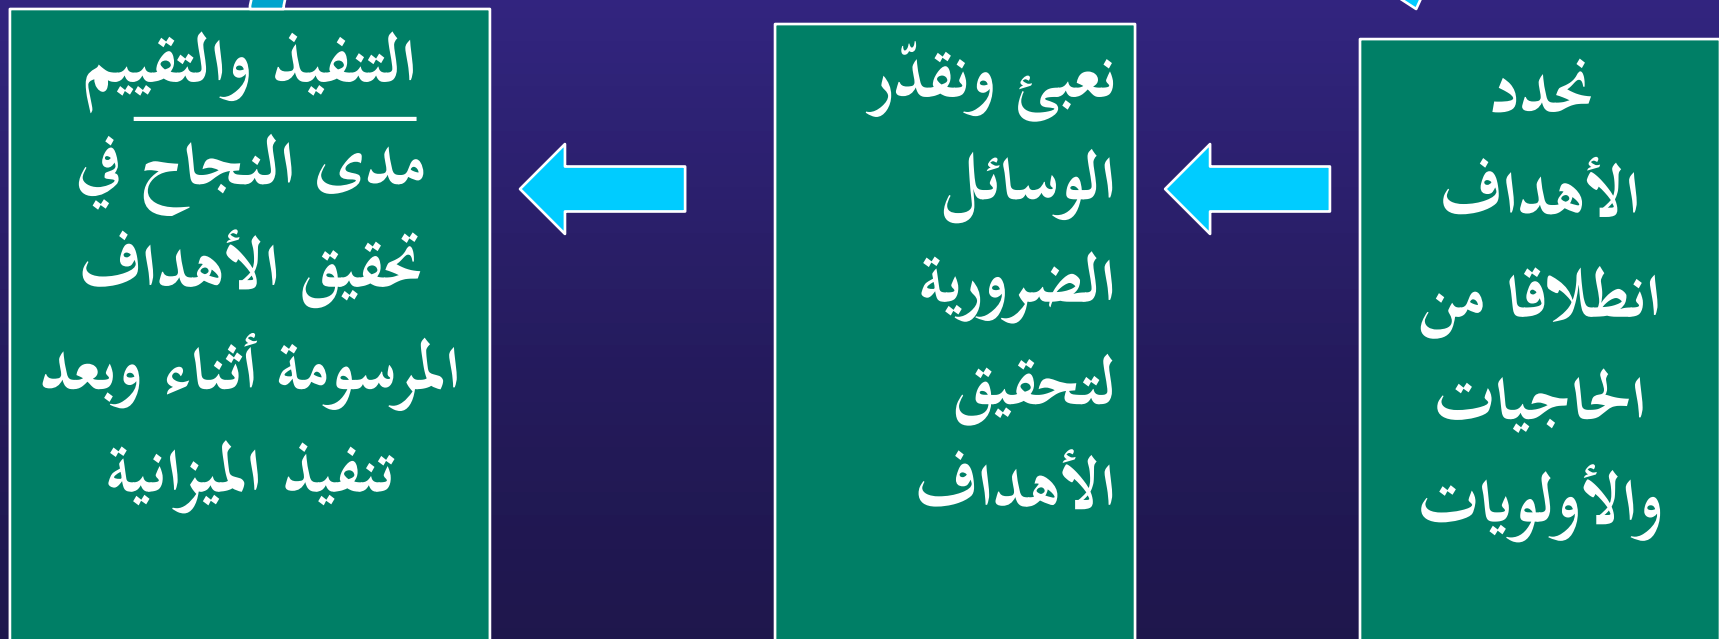 نحدد
الأهداف
انطلاقا من
الحاجيات
والأولويات
نعبئ ونقدّر
الوسائل
الضرورية
لتحقيق
الأهداف
التنفيذ والتقييم
مدى النجاح في
تحقيق الأهداف
المرسومة أثناء وبعد
تنفيذ الميزانية